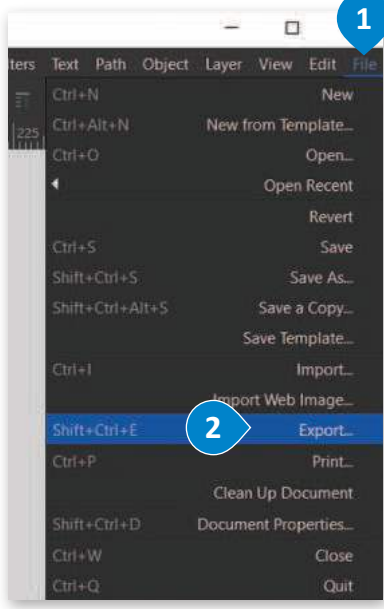 1
ters Text Path Object Layer View Edit File
225
Ctrl+N New
Ctrl+Alt+N New from Template...
Ctrl+O Open...
Open Recent
Revert
Ctrl+S Save
Shift+Ctrl+S Save As...
Shift+Ctrl+Alt+S Save a Copy...
Save Template...
Ctrl+I Import...
Import Web Image...
Shift+Ctrl+E 2 Export...
Ctrl+P Print...
Clean Up Document
Shift+Ctrl+D Document Properties...
Ctrl+W Close
Ctrl+Q Quit